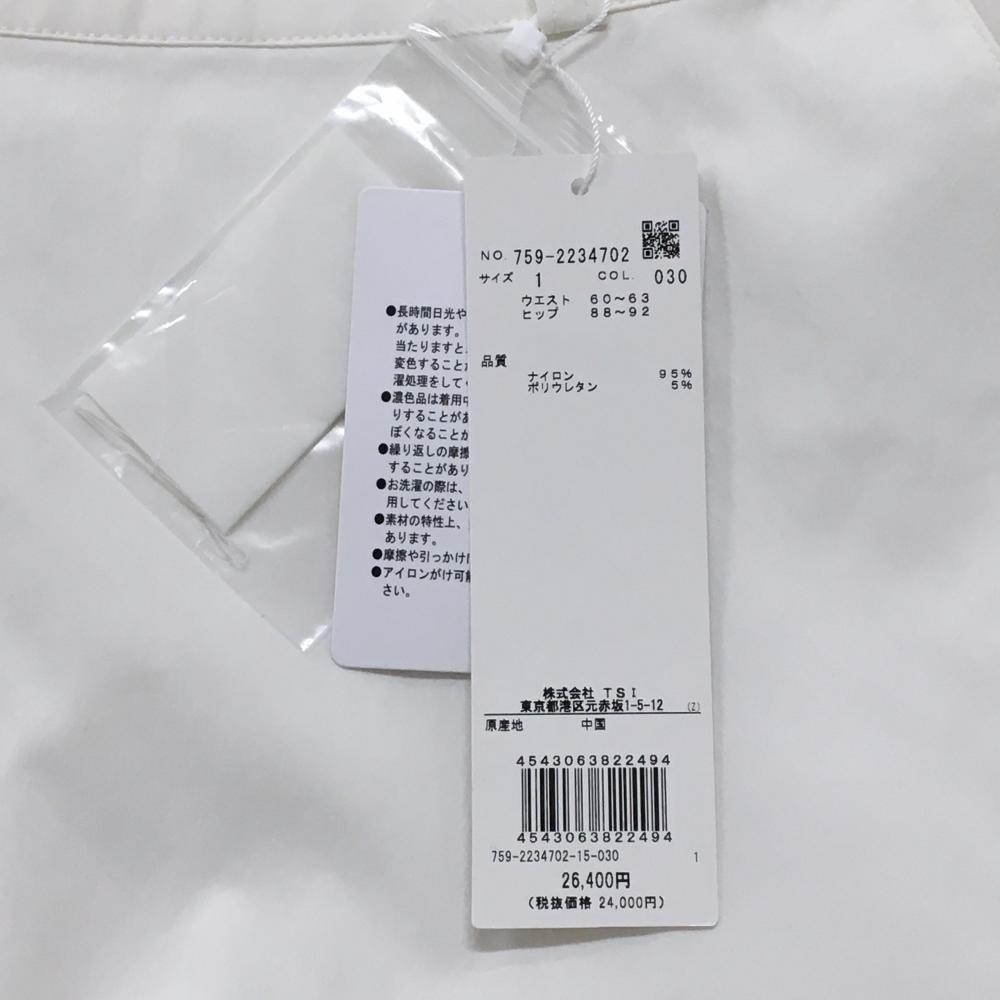 NO. 759-2234702
サイズ 1 COL. 030
ウエスト 60〜63
ヒップ 88〜92
品質
ナイロン 95%
ポリウレタン 5%
株式会社 TSI
東京都港区元赤坂1-5-12 (Z)
原産地 中国
4543063822494
4543063822494
759-2234702-15-030 1
26,400円
(税抜価格 24,000円)
●長時間日光や
があります。
当たりますと、
変色することが
濯処理をしてく
●濃色品は着用中
りすることがあ
ぽくなることが
●繰り返しの摩擦
することがあり
●お洗濯の際は、
用してください
●素材の特性上、
あります。
●摩擦や引っかけ
●アイロンがけ可能
さい。